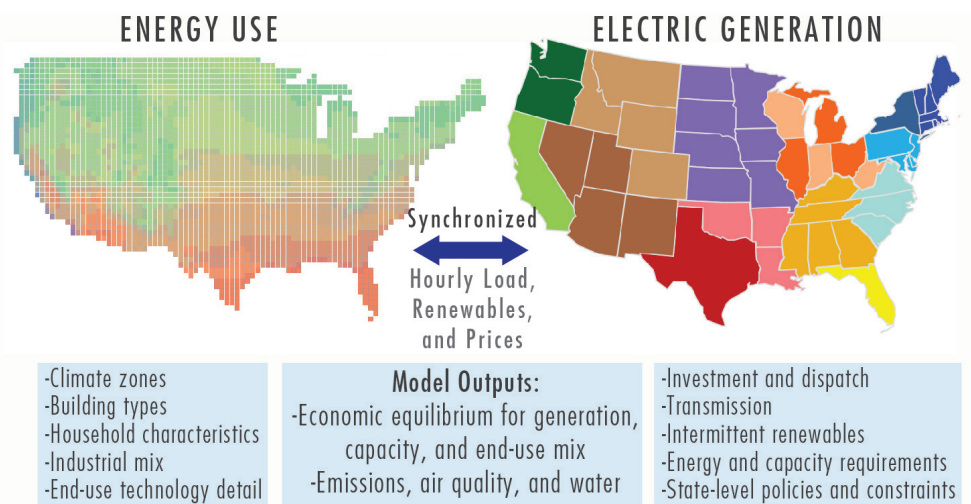 ENERGY USE
ELECTRIC GENERATION
Synchronized
Hourly Load,
Renewables,
and Prices
-Climate zones
-Building types
-Household characteristics
-Industrial mix
-End-use technology detail
Model Outputs:
-Economic equilibrium for generation,
capacity, and end-use mix
-Emissions, air quality, and water
-Investment and dispatch
-Transmission
-Intermittent renewables
-Energy and capacity requirements
-State-level policies and constraints